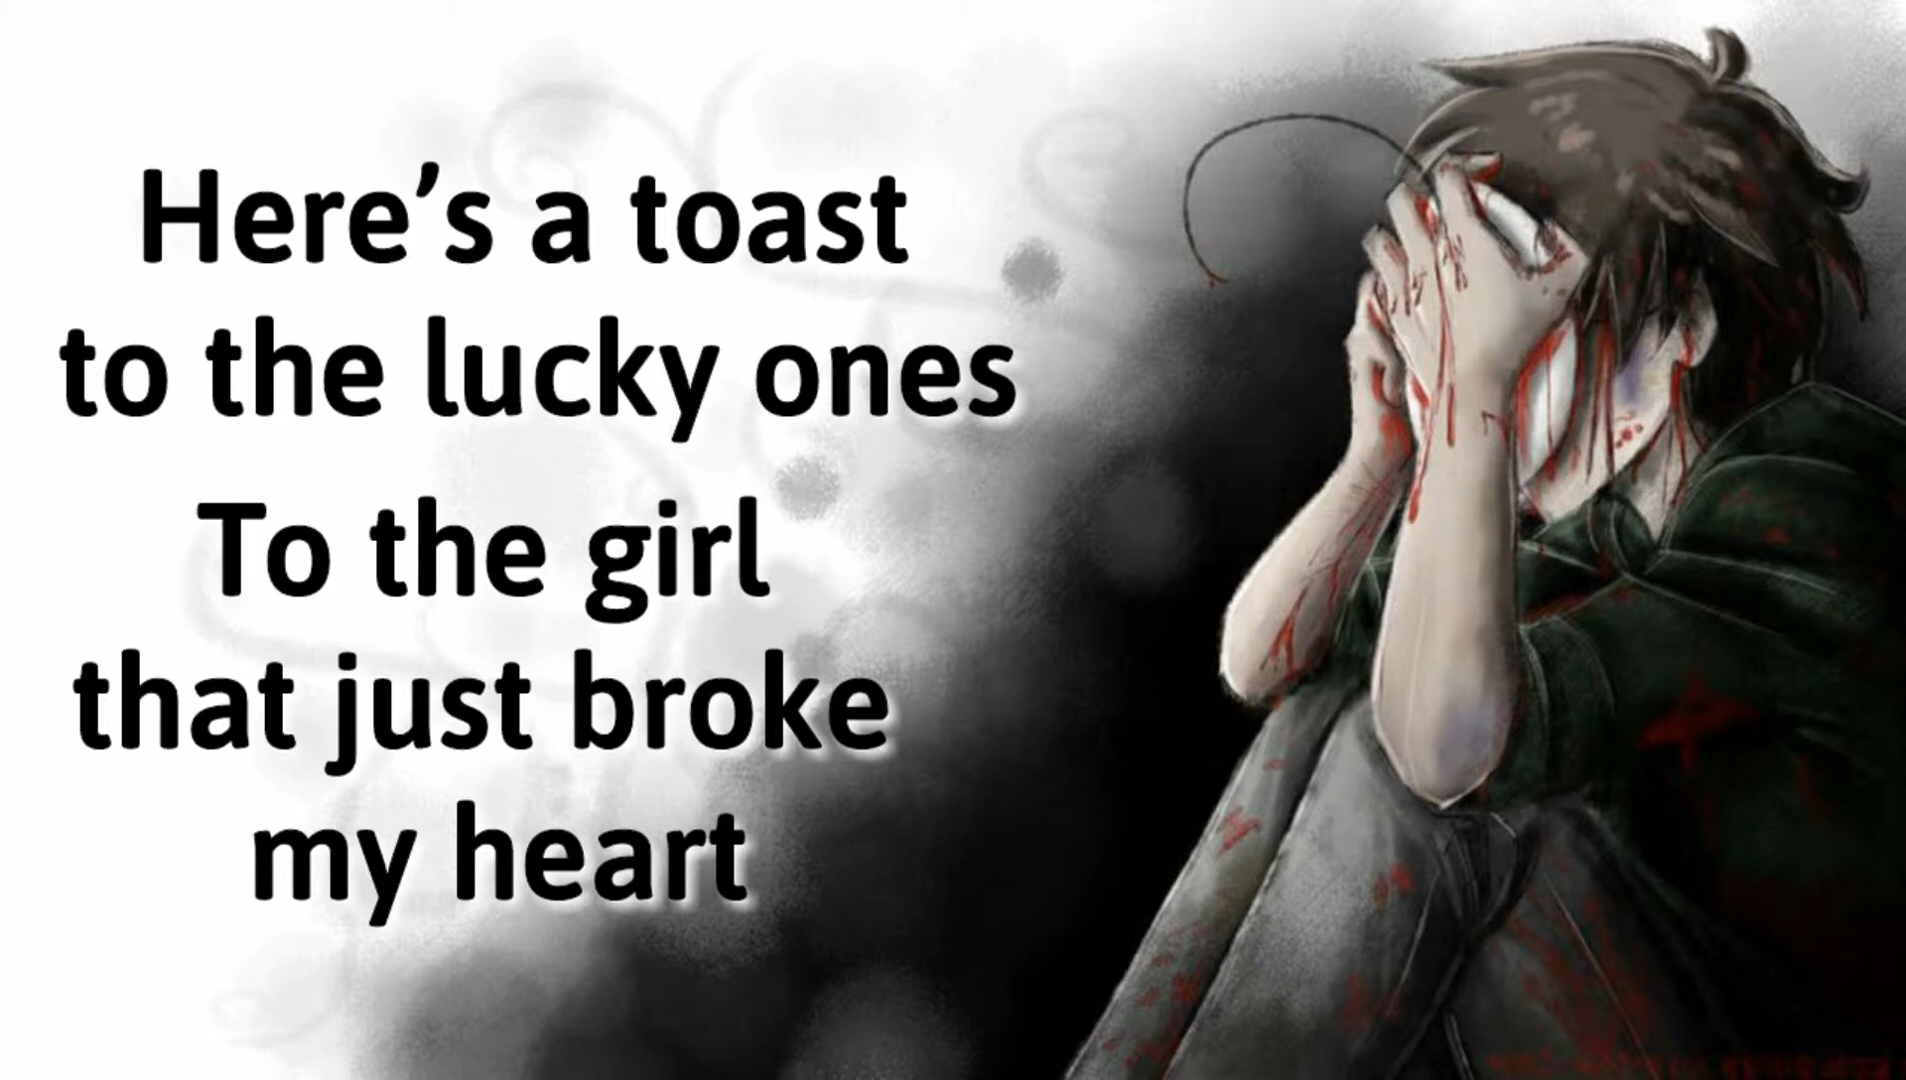 Here’s a toast
to the lucky ones
To the girl
that just broke
my heart